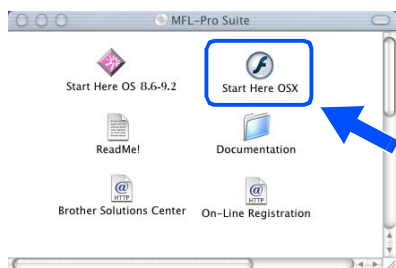 MFL-Pro Suite
Start Here OS 8.6-9.2
Start Here OSX
ReadMe!
Documentation
@
HTTP
@
HTTP
Brother Solutions Center
On-Line Registration